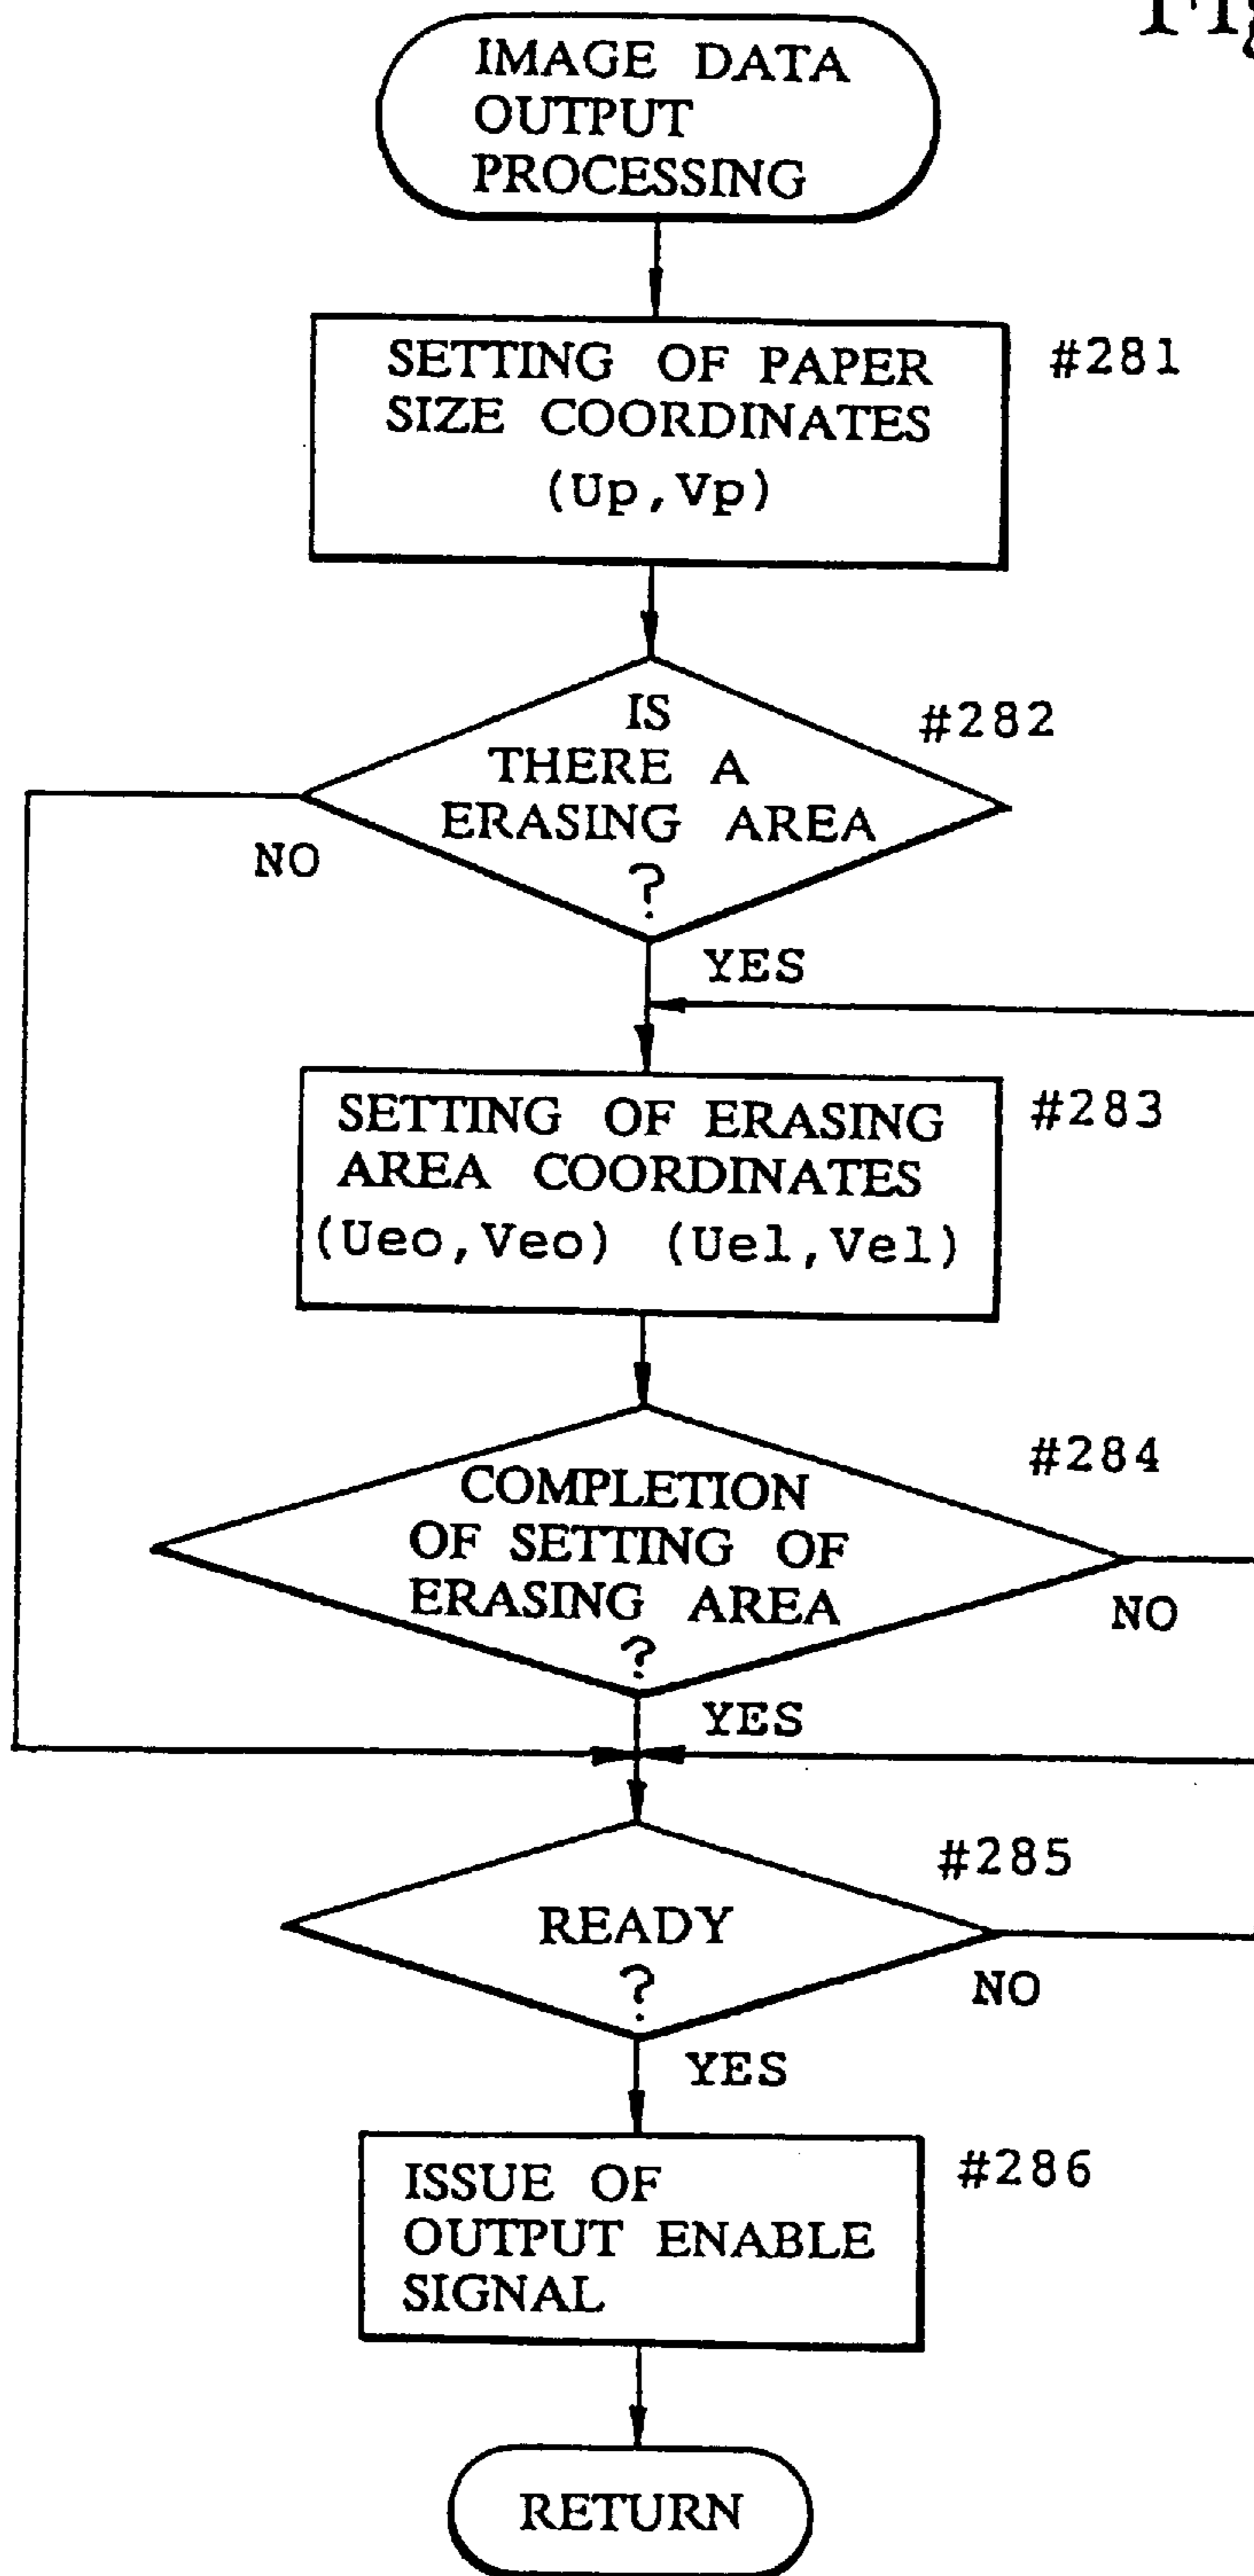 Fig
IMAGE DATA
OUTPUT
PROCESSING
SETTING OF PAPER
SIZE COORDINATES
(Up,Vp)
#281
IS
THERE A
ERASING AREA
?
#282
NO
YES
SETTING OF ERASING
AREA COORDINATES
(Ueo,Veo) (Uel,Vel)
#283
COMPLETION
OF SETTING OF
ERASING AREA
?
#284
NO
YES
READY
?
#285
NO
YES
ISSUE OF
OUTPUT ENABLE
SIGNAL
#286
RETURN